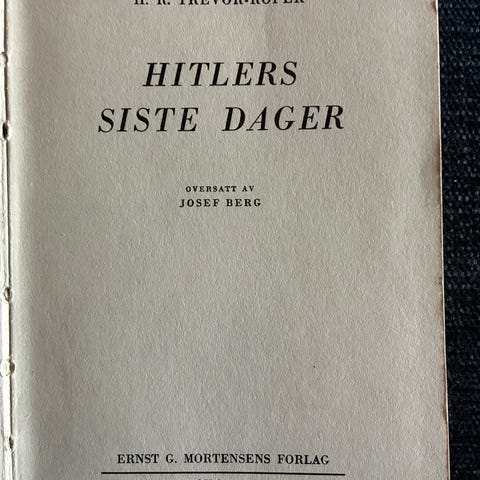 H. R. TREVOR-ROPER
HITLERS
SISTE DAGER
OVERSATT AV
JOSEF BERG
ERNST G. MORTENSENS FORLAG